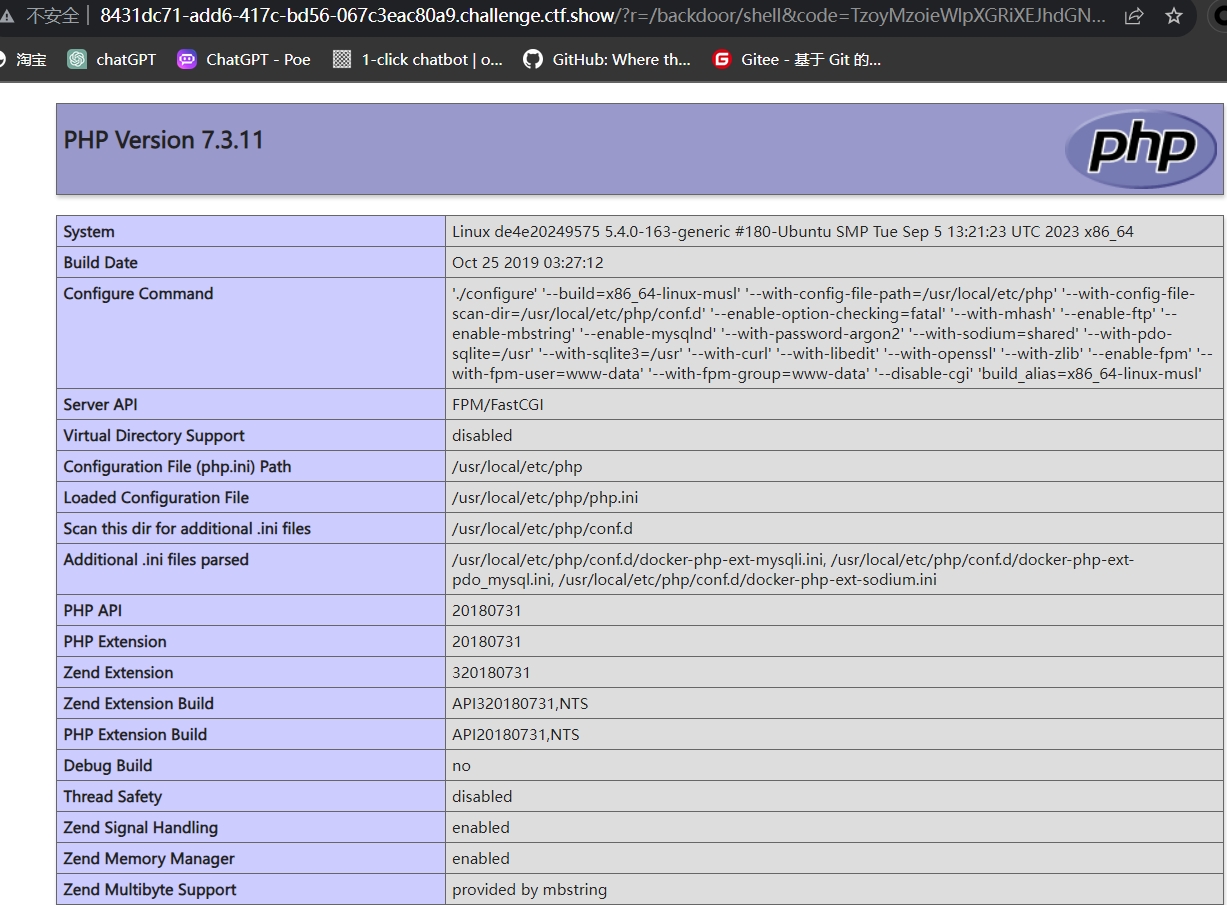 不安全 | 8431dc71-add6-417c-bd56-067c3eac80a9.challenge.ctf.show/?r=/backdoor/shell&code=TzoyMzoieWlpXGRiXEJhdGN...
淘宝 chatGPT ChatGPT - Poe 1-click chatbot | o... GitHub: Where th... Gitee - 基于 Git 的...
PHP Version 7.3.11
php
System Linux de4e20249575 5.4.0-163-generic #180-Ubuntu SMP Tue Sep 5 13:21:23 UTC 2023 x86_64
Build Date Oct 25 2019 03:27:12
Configure Command './configure' '--build=x86_64-linux-musl' '--with-config-file-path=/usr/local/etc/php' '--with-config-file-
scan-dir=/usr/local/etc/php/conf.d' '--enable-option-checking=fatal' '--with-mhash' '--enable-ftp' '--
enable-mbstring' '--enable-mysqlnd' '--with-password-argon2' '--with-sodium=shared' '--with-pdo-
sqlite=/usr' '--with-sqlite3=/usr' '--with-curl' '--with-libedit' '--with-openssl' '--with-zlib' '--enable-fpm' '--
with-fpm-user=www-data' '--with-fpm-group=www-data' '--disable-cgi' 'build_alias=x86_64-linux-musl'
Server API FPM/FastCGI
Virtual Directory Support disabled
Configuration File (php.ini) Path /usr/local/etc/php
Loaded Configuration File /usr/local/etc/php/php.ini
Scan this dir for additional .ini files /usr/local/etc/php/conf.d
Additional .ini files parsed /usr/local/etc/php/conf.d/docker-php-ext-mysqli.ini, /usr/local/etc/php/conf.d/docker-php-ext-
pdo_mysql.ini, /usr/local/etc/php/conf.d/docker-php-ext-sodium.ini
PHP API 20180731
PHP Extension 20180731
Zend Extension 320180731
Zend Extension Build API320180731,NTS
PHP Extension Build API20180731,NTS
Debug Build no
Thread Safety disabled
Zend Signal Handling enabled
Zend Memory Manager enabled
Zend Multibyte Support provided by mbstring